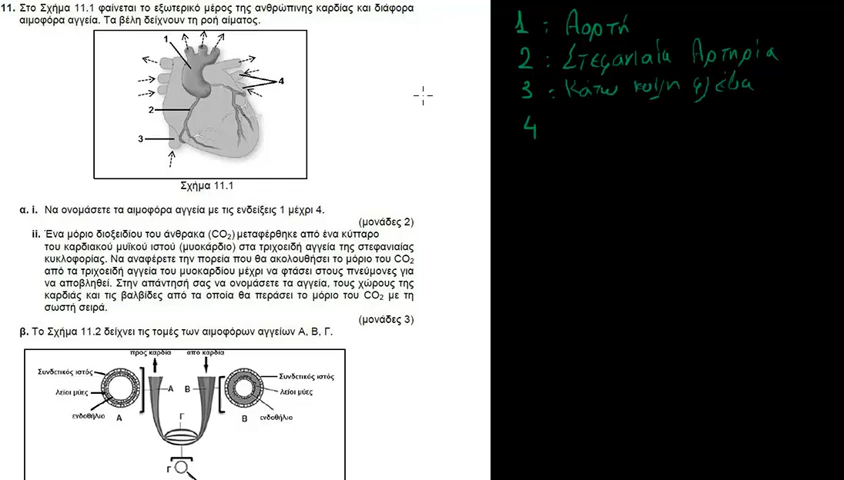 11. Στο Σχήμα 11.1 φαίνεται το εξωτερικό μέρος της ανθρώπινης καρδίας και διάφορα
αιμοφόρα αγγεία. Τα βέλη δείχνουν τη ροή αίματος.
1
4
2
3
Σχήμα 11.1
α. i. Να ονομάσετε τα αιμοφόρα αγγεία με τις ενδείξεις 1 μέχρι 4.
(μονάδες 2)
ii. Ένα μόριο διοξειδίου του άνθρακα (CO2) μεταφέρθηκε από ένα κύτταρο
του καρδιακού μυϊκού ιστού (μυοκάρδιο) στα τριχοειδή αγγεία της στεφανιαίας
κυκλοφορίας. Να αναφέρετε την πορεία που θα ακολουθήσει το μόριο του CO2
από τα τριχοειδή αγγεία του μυοκαρδίου μέχρι να φτάσει στους πνεύμονες για
να αποβληθεί. Στην απάντησή σας να ονομάσετε τα αγγεία, τους χώρους της
καρδιάς και τις βαλβίδες από τα οποία θα περάσει το μόριο του CO2 με τη
σωστή σειρά.
(μονάδες 3)
β. Το Σχήμα 11.2 δείχνει τις τομές των αιμοφόρων αγγείων Α, Β, Γ.
προς καρδία από καρδία
Συνδετικός ιστός
λείοι μύες
ενδοθήλιο
Α
Α
Β
Γ
Συνδετικός ιστός
λείοι μύες
ενδοθήλιο
Β
Γ
1 : Αορτή
2 : Στεφανιαία Αρτηρία
3 : Κάτω κοίλη φλέβα
4